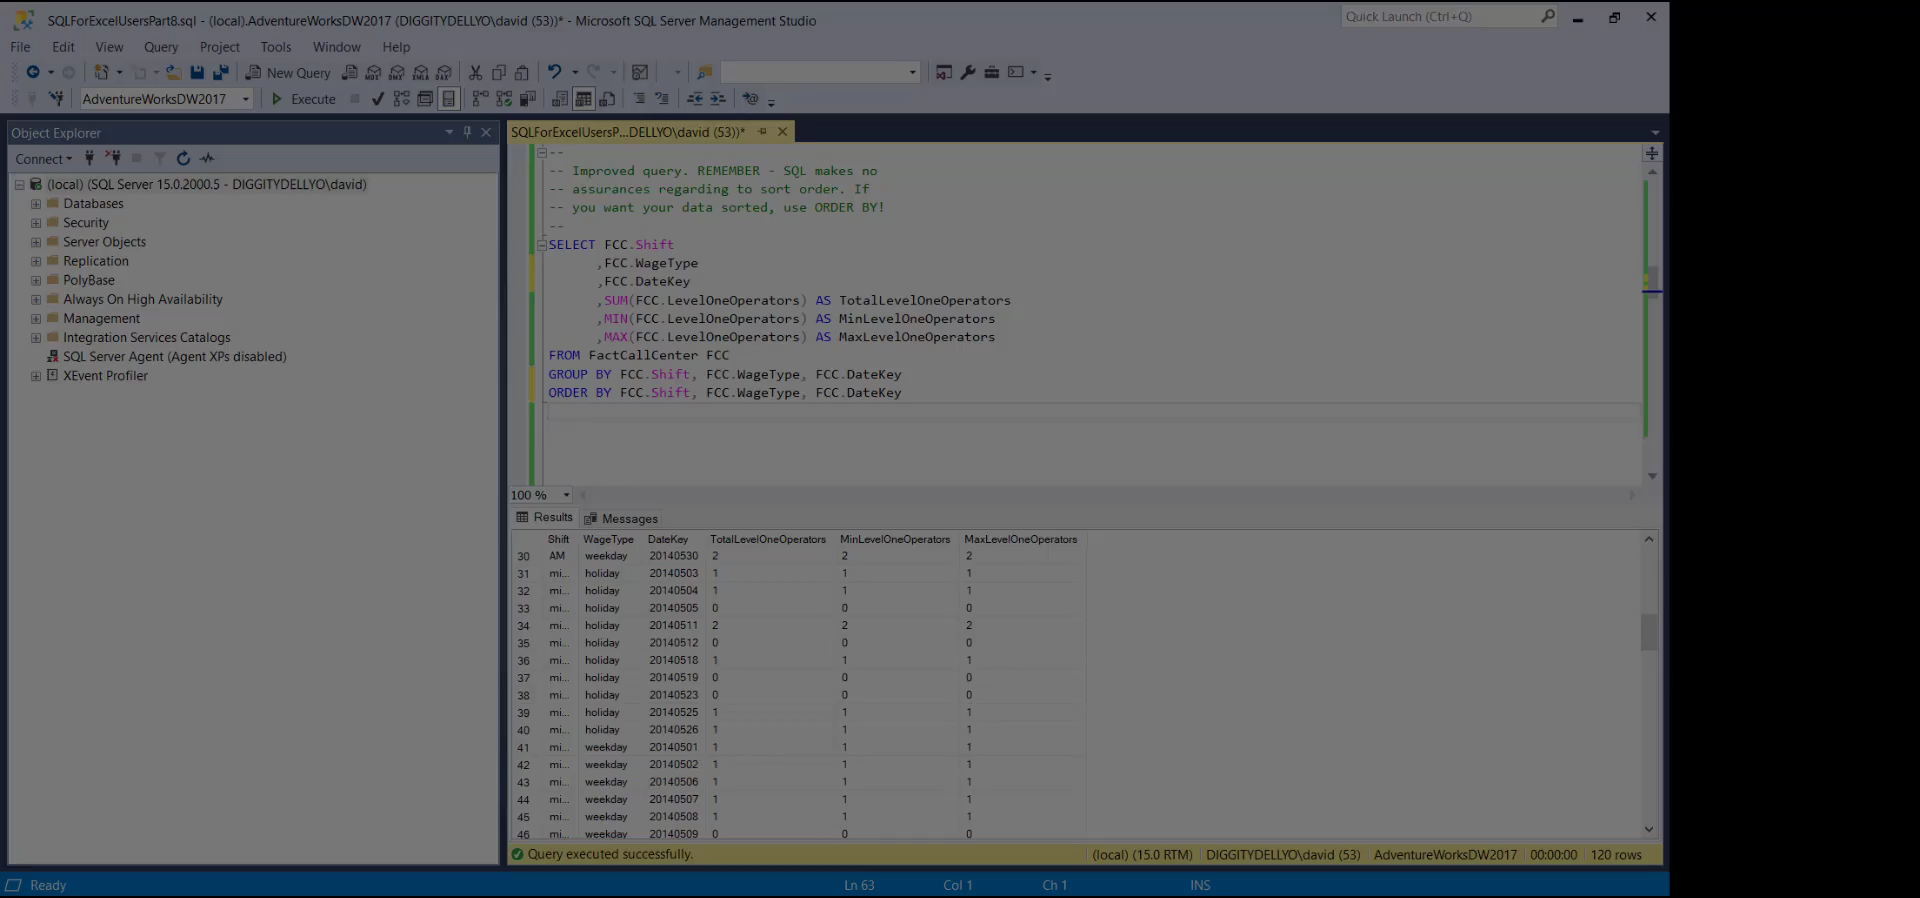 SQLForExcelUsersPart8.sql - (local).AdventureWorksDW2017 (DIGGITYDELLYO\david (53))* - Microsoft SQL Server Management Studio
Quick Launch (Ctrl+Q)
File Edit View Query Project Tools Window Help
New Query
AdventureWorksDW2017 Execute
Object Explorer
Connect
(local) (SQL Server 15.0.2000.5 - DIGGITYDELLYO\david)
Databases
Security
Server Objects
Replication
PolyBase
Always On High Availability
Management
Integration Services Catalogs
SQL Server Agent (Agent XPs disabled)
XEvent Profiler
SQLForExcelUsersP...DELLYO\david (53))*
--
-- Improved query. REMEMBER - SQL makes no
-- assurances regarding to sort order. If
-- you want your data sorted, use ORDER BY!
--
SELECT FCC.Shift
,FCC.WageType
,FCC.DateKey
,SUM(FCC.LevelOneOperators) AS TotalLevelOneOperators
,MIN(FCC.LevelOneOperators) AS MinLevelOneOperators
,MAX(FCC.LevelOneOperators) AS MaxLevelOneOperators
FROM FactCallCenter FCC
GROUP BY FCC.Shift, FCC.WageType, FCC.DateKey
ORDER BY FCC.Shift, FCC.WageType, FCC.DateKey
100 %
Results Messages
Shift WageType DateKey TotalLevelOneOperators MinLevelOneOperators MaxLevelOneOperators
30 AM weekday 20140530 2 2 2
31 mi... holiday 20140503 1 1 1
32 mi... holiday 20140504 1 1 1
33 mi... holiday 20140505 0 0 0
34 mi... holiday 20140511 2 2 2
35 mi... holiday 20140512 0 0 0
36 mi... holiday 20140518 1 1 1
37 mi... holiday 20140519 0 0 0
38 mi... holiday 20140523 0 0 0
39 mi... holiday 20140525 1 1 1
40 mi... holiday 20140526 1 1 1
41 mi... weekday 20140501 1 1 1
42 mi... weekday 20140502 1 1 1
43 mi... weekday 20140506 1 1 1
44 mi... weekday 20140507 1 1 1
45 mi... weekday 20140508 1 1 1
46 mi... weekday 20140509 0 0 0
Query executed successfully. (local) (15.0 RTM) DIGGITYDELLYO\david (53) AdventureWorksDW2017 00:00:00 120 rows
Ready Ln 63 Col 1 Ch 1 INS